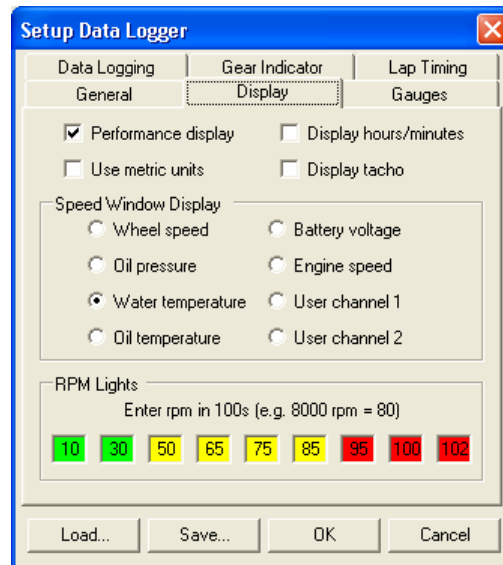 Setup Data Logger
Data Logging Gear Indicator Lap Timing
General Display Gauges
Performance display Display hours/minutes
Use metric units Display tacho
Speed Window Display
Wheel speed Battery voltage
Oil pressure Engine speed
Water temperature User channel 1
Oil temperature User channel 2
RPM Lights
Enter rpm in 100s (e.g. 8000 rpm = 80)
10 30 50 65 75 85 95 100 102
Load... Save... OK Cancel